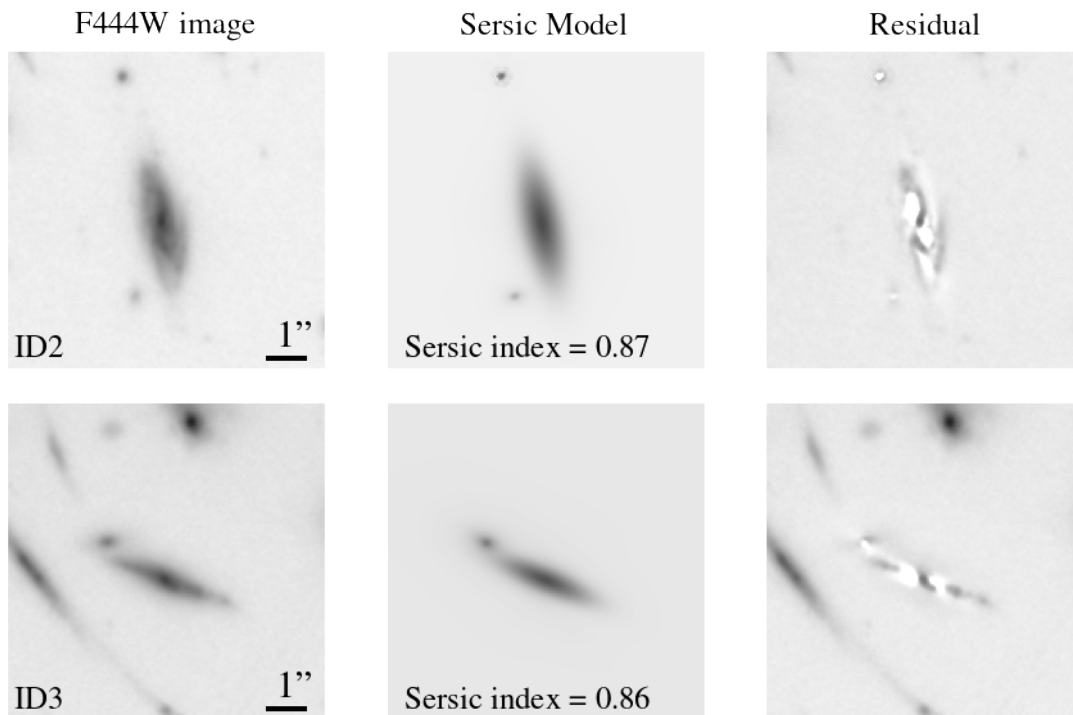 F444W image Sersic Model Residual
1”
ID2 Sersic index = 0.87
1”
ID3 Sersic index = 0.86